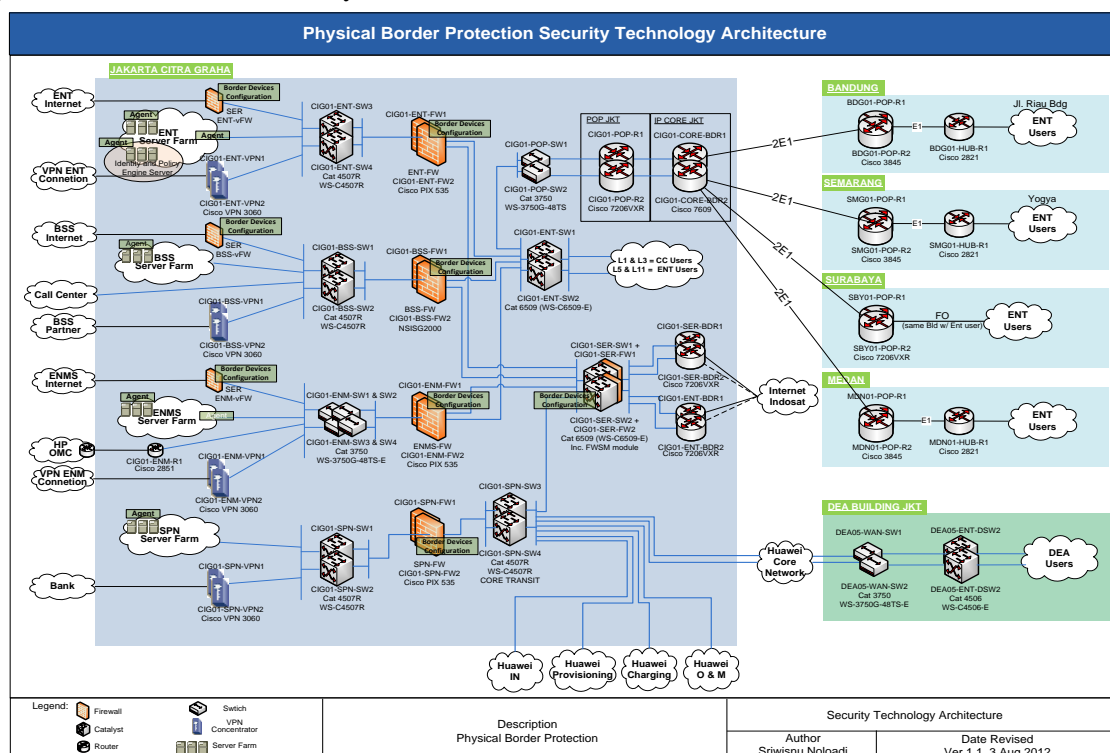 Physical Border Protection Security Technology Architecture
JAKARTA CITRA GRAHA
ENT
Internet
Border Devices
Configuration
SER
ENT-vFW
Agent
ENT
Server Farm
Agent
Agent
Identity and Policy
Engine Server
VPN ENT
Connetion
CIG01-ENT-VPN1
CIG01-ENT-VPN2
Cisco VPN 3060
CIG01-ENT-SW3
CIG01-ENT-SW4
Cat 4507R
WS-C4507R
CIG01-ENT-FW1
Border Devices
Configuration
ENT-FW
CIG01-ENT-FW2
Cisco PIX 535
CIG01-POP-SW1
CIG01-POP-SW2
Cat 3750
WS-3750G-48TS
POP JKT
CIG01-POP-R1
CIG01-POP-R2
Cisco 7206VXR
IP CORE JKT
CIG01-CORE-BDR1
CIG01-CORE-BDR2
Cisco 7609
2E1
2E1
2E1
2E1
BSS
Internet
Border Devices
Configuration
SER
BSS-vFW
Agent
BSS
Server Farm
Call Center
BSS
Partner
CIG01-BSS-VPN1
CIG01-BSS-VPN2
Cisco VPN 3060
CIG01-BSS-SW1
CIG01-BSS-SW2
Cat 4507R
WS-C4507R
CIG01-BSS-FW1
Border Devices
Configuration
BSS-FW
CIG01-BSS-FW2
NSISG2000
CIG01-ENT-SW1
CIG01-ENT-SW2
Cat 6509 (WS-C6509-E)
L1 & L3 = CC Users
L5 & L11 = ENT Users
ENMS
Internet
Border Devices
Configuration
SER
ENM-vFW
Agent
ENMS
Server Farm
Agent
HP
OMC
CIG01-ENM-R1
Cisco 2851
VPN ENM
Connetion
CIG01-ENM-VPN1
CIG01-ENM-VPN2
Cisco VPN 3060
CIG01-ENM-SW1 & SW2
CIG01-ENM-SW3 & SW4
Cat 3750
WS-3750G-48TS-E
CIG01-ENM-FW1
Border Devices
Configuration
ENMS-FW
CIG01-ENM-FW2
Cisco PIX 535
CIG01-SER-SW1 +
CIG01-SER-FW1
Border Devices
Configuration
CIG01-SER-SW2 +
CIG01-SER-FW2
Cat 6509 (WS-C6509-E)
Inc. FWSM module
CIG01-SER-BDR1
CIG01-SER-BDR2
Cisco 7206VXR
CIG01-ENT-BDR1
CIG01-ENT-BDR2
Cisco 7206VXR
Internet
Indosat
Agent
SPN
Server Farm
Bank
CIG01-SPN-VPN1
CIG01-SPN-VPN2
Cisco VPN 3060
CIG01-SPN-SW1
CIG01-SPN-SW2
Cat 4507R
WS-C4507R
CIG01-SPN-FW1
Border Devices
Configuration
SPN-FW
CIG01-SPN-FW2
Cisco PIX 535
CIG01-SPN-SW3
CIG01-SPN-SW4
Cat 4507R
WS-C4507R
CORE TRANSIT
Huawei
IN
Huawei
Provisioning
Huawei
Charging
Huawei
O & M
Huawei
Core
Network
BANDUNG
BDG01-POP-R1
BDG01-POP-R2
Cisco 3845
E1
BDG01-HUB-R1
Cisco 2821
Jl. Riau Bdg
ENT
Users
SEMARANG
SMG01-POP-R1
SMG01-POP-R2
Cisco 3845
E1
SMG01-HUB-R1
Cisco 2821
Yogya
ENT
Users
SURABAYA
SBY01-POP-R1
SBY01-POP-R2
Cisco 7206VXR
FO
(same Bld w/ Ent user)
ENT
Users
MEDAN
MDN01-POP-R1
MDN01-POP-R2
Cisco 3845
E1
MDN01-HUB-R1
Cisco 2821
ENT
Users
DEA BUILDING JKT
DEA05-WAN-SW1
DEA05-WAN-SW2
Cat 3750
WS-3750G-48TS-E
DEA05-ENT-DSW2
DEA05-ENT-DSW2
Cat 4506
WS-C4506-E
DEA
Users
Legend:
Firewall
Catalyst
Router
Swtich
VPN
Concentrator
Server Farm
Description
Physical Border Protection
Security Technology Architecture
Author
Sriwisnu Noloadi
Date Revised
Ver 1.1, 3 Aug 2012